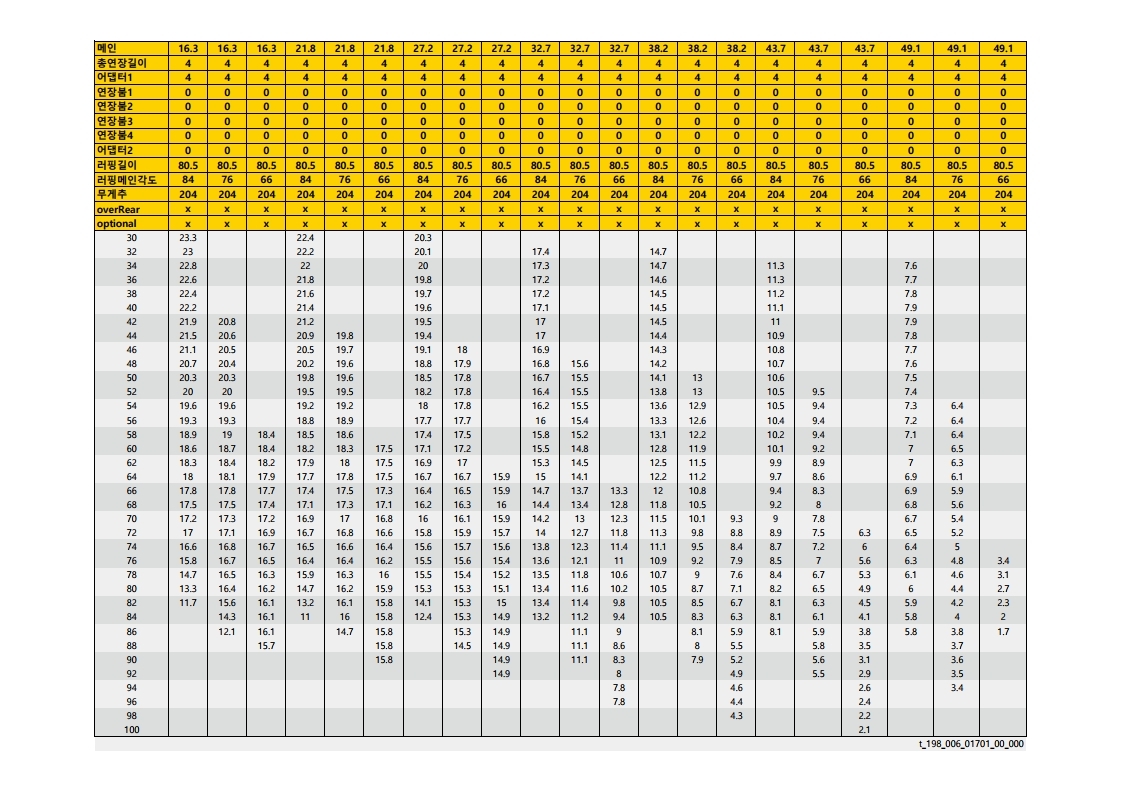 메인 16.3 16.3 16.3 21.8 21.8 21.8 27.2 27.2 27.2 32.7 32.7 32.7 38.2 38.2 38.2 43.7 43.7 43.7 49.1 49.1 49.1
총연장길이 4 4 4 4 4 4 4 4 4 4 4 4 4 4 4 4 4 4 4 4 4
어댑터1 4 4 4 4 4 4 4 4 4 4 4 4 4 4 4 4 4 4 4 4 4
연장붐1 0 0 0 0 0 0 0 0 0 0 0 0 0 0 0 0 0 0 0 0 0
연장붐2 0 0 0 0 0 0 0 0 0 0 0 0 0 0 0 0 0 0 0 0 0
연장붐3 0 0 0 0 0 0 0 0 0 0 0 0 0 0 0 0 0 0 0 0 0
연장붐4 0 0 0 0 0 0 0 0 0 0 0 0 0 0 0 0 0 0 0 0 0
어댑터2 0 0 0 0 0 0 0 0 0 0 0 0 0 0 0 0 0 0 0 0 0
러핑길이 80.5 80.5 80.5 80.5 80.5 80.5 80.5 80.5 80.5 80.5 80.5 80.5 80.5 80.5 80.5 80.5 80.5 80.5 80.5 80.5 80.5
러핑메인각도 84 76 66 84 76 66 84 76 66 84 76 66 84 76 66 84 76 66 84 76 66
무게추 204 204 204 204 204 204 204 204 204 204 204 204 204 204 204 204 204 204 204 204 204
overRear x x x x x x x x x x x x x x x x x x x x x
optional x x x x x x x x x x x x x x x x x x x x x
30 23.3 22.4 20.3
32 23 22.2 20.1 17.4 14.7
34 22.8 22 20 17.3 14.7 11.3 7.6
36 22.6 21.8 19.8 17.2 14.6 11.3 7.7
38 22.4 21.6 19.7 17.2 14.5 11.2 7.8
40 22.2 21.4 19.6 17.1 14.5 11.1 7.9
42 21.9 20.8 21.2 19.5 17 14.5 11 7.9
44 21.5 20.6 20.9 19.8 19.4 17 14.4 10.9 7.8
46 21.1 20.5 20.5 19.7 19.1 18 16.9 14.3 10.8 7.7
48 20.7 20.4 20.2 19.6 18.8 17.9 16.8 15.6 14.2 10.7 7.6
50 20.3 20.3 19.8 19.6 18.5 17.8 16.7 15.5 14.1 13 10.6 7.5
52 20 20 19.5 19.5 18.2 17.8 16.4 15.5 13.8 13 10.5 9.5 7.4
54 19.6 19.6 19.2 19.2 18 17.8 16.2 15.5 13.6 12.9 10.5 9.4 7.3 6.4
56 19.3 19.3 18.8 18.9 17.7 17.7 16 15.4 13.3 12.6 10.4 9.4 7.2 6.4
58 18.9 19 18.4 18.5 18.6 17.4 17.5 15.8 15.2 13.1 12.2 10.2 9.4 7.1 6.4
60 18.6 18.7 18.4 18.2 18.3 17.5 17.1 17.2 15.5 14.8 12.8 11.9 10.1 9.2 7 6.5
62 18.3 18.4 18.2 17.9 18 17.5 16.9 17 15.3 14.5 12.5 11.5 9.9 8.9 7 6.3
64 18 18.1 17.9 17.7 17.8 17.5 16.7 16.7 15.9 15 14.1 12.2 11.2 9.7 8.6 6.9 6.1
66 17.8 17.8 17.7 17.4 17.5 17.3 16.4 16.5 15.9 14.7 13.7 13.3 12 10.8 9.4 8.3 6.9 5.9
68 17.5 17.5 17.4 17.1 17.3 17.1 16.2 16.3 16 14.4 13.4 12.8 11.8 10.5 9.2 8 6.8 5.6
70 17.2 17.3 17.2 16.9 17 16.8 16 16.1 15.9 14.2 13 12.3 11.5 10.1 9.3 9 7.8 6.7 5.4
72 17 17.1 16.9 16.7 16.8 16.6 15.8 15.9 15.7 14 12.7 11.8 11.3 9.8 8.8 8.9 7.5 6.3 6.5 5.2
74 16.6 16.8 16.7 16.5 16.6 16.4 15.6 15.7 15.6 13.8 12.3 11.4 11.1 9.5 8.4 8.7 7.2 6 6.4 5
76 15.8 16.7 16.5 16.4 16.4 16.2 15.5 15.6 15.4 13.6 12.1 11 10.9 9.2 7.9 8.5 7 5.6 6.3 4.8 3.4
78 14.7 16.5 16.3 15.9 16.3 16 15.5 15.4 15.2 13.5 11.8 10.6 10.7 9 7.6 8.4 6.7 5.3 6.1 4.6 3.1
80 13.3 16.4 16.2 14.7 16.2 15.9 15.3 15.3 15.1 13.4 11.6 10.2 10.5 8.7 7.1 8.2 6.5 4.9 6 4.4 2.7
82 11.7 15.6 16.1 13.2 16.1 15.8 14.1 15.3 15 13.4 11.4 9.8 10.5 8.5 6.7 8.1 6.3 4.5 5.9 4.2 2.3
84 14.3 16.1 11 16 15.8 12.4 15.3 14.9 13.2 11.2 9.4 10.5 8.3 6.3 8.1 6.1 4.1 5.8 4 2
86 12.1 16.1 14.7 15.8 15.3 14.9 11.1 9 8.1 5.9 8.1 5.9 3.8 5.8 3.8 1.7
88 15.7 15.8 14.5 14.9 11.1 8.6 8 5.5 5.8 3.5 3.7
90 15.8 14.9 11.1 8.3 7.9 5.2 5.6 3.1 3.6
92 14.9 8 4.9 5.5 2.9 3.5
94 7.8 4.6 2.6 3.4
96 7.8 4.4 2.4
98 4.3 2.2
100 2.1
t_198_006_01701_00_000